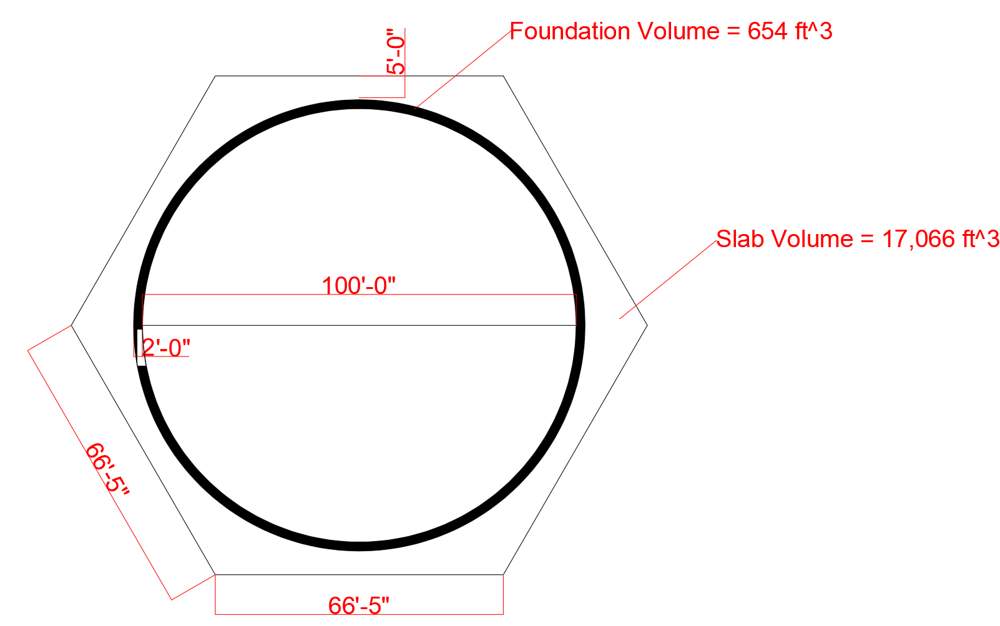 5'-0"
Foundation Volume = 654 ft^3
Slab Volume = 17,066 ft^3
100'-0"
2'-0"
66'-5"
66'-5"